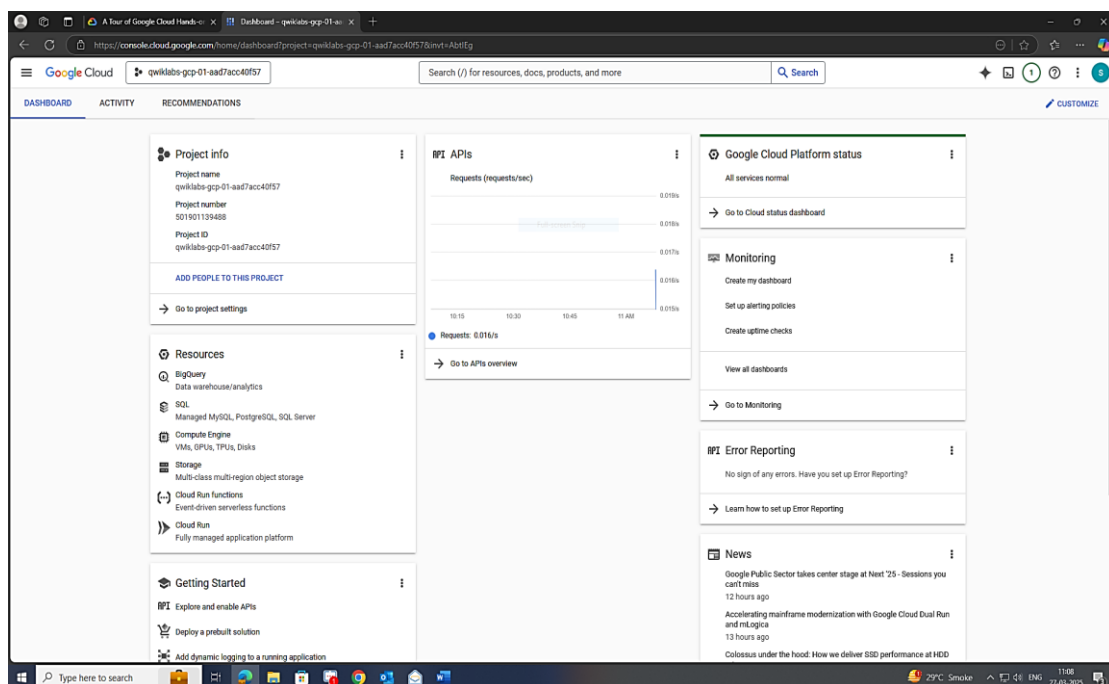 A Tour of Google Cloud Hands-or
Dashboard – qwiklabs-gcp-01-aa
https://console.cloud.google.com/home/dashboard?project=qwiklabs-gcp-01-aad7acc40f57&invt=AbtIEg
Google Cloud
qwiklabs-gcp-01-aad7acc40f57
Search (/) for resources, docs, products, and more
Search
1
S
DASHBOARD
ACTIVITY
RECOMMENDATIONS
CUSTOMIZE
Project info
Project name
qwiklabs-gcp-01-aad7acc40f57
Project number
501901139488
Project ID
qwiklabs-gcp-01-aad7acc40f57
ADD PEOPLE TO THIS PROJECT
Go to project settings
Resources
BigQuery
Data warehouse/analytics
SQL
Managed MySQL, PostgreSQL, SQL Server
Compute Engine
VMs, GPUs, TPUs, Disks
Storage
Multi-class multi-region object storage
Cloud Run functions
Event-driven serverless functions
Cloud Run
Fully managed application platform
Getting Started
API Explore and enable APIs
Deploy a prebuilt solution
Add dynamic logging to a running application
API APIs
Requests (requests/sec)
0.019/s
0.018/s
0.017/s
0.016/s
0.015/s
10:15 10:30 10:45 11 AM
Requests: 0.016/s
Go to APIs overview
Google Cloud Platform status
All services normal
Go to Cloud status dashboard
Monitoring
Create my dashboard
Set up alerting policies
Create uptime checks
View all dashboards
Go to Monitoring
API Error Reporting
No sign of any errors. Have you set up Error Reporting?
Learn how to set up Error Reporting
News
Google Public Sector takes center stage at Next '25 - Sessions you
can't miss
12 hours ago
Accelerating mainframe modernization with Google Cloud Dual Run
and mLogica
13 hours ago
Colossus under the hood: How we deliver SSD performance at HDD
Type here to search
29°C Smoke
ENG
11:08
27-03-2025